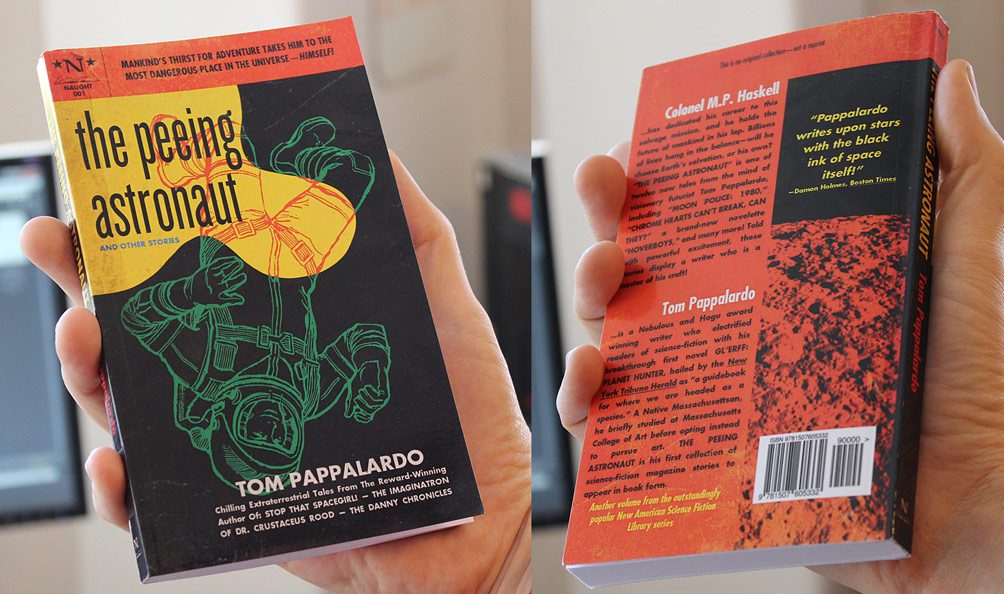 ★N★
NAUGHT
001
MANKIND'S THIRST FOR ADVENTURE TAKES HIM TO THE
MOST DANGEROUS PLACE IN THE UNIVERSE — HIMSELF!
the peeing
astronaut
AND OTHER STORIES
TOM PAPPALARDO
Chilling Extraterrestrial Tales From The Reward-Winning
Author Of: STOP THAT SPACEGIRL! — THE IMAGINATRON
OF DR. CRUSTACEUS ROOD — THE DANNY CHRONICLES
This is an original collection—not a reprint
Colonel M.P. Haskell
...has dedicated his career to this
salvage mission, and he holds the
future of mankind in his lap. Billions
of lives hang in the balance—will he
choose Earth's salvation, or his own?
"THE PEEING ASTRONAUT" is one of
twelve new tales from the mind of
visionary futurist Tom Pappalardo,
including "MOON POLICE: 1980,"
"CHROME HEARTS CAN'T BREAK, CAN
THEY?" a brand-new novelette
"HOVERBOYS," and many more! Told
with powerful excitement, these
stories display a writer who is a
master of his craft!
Tom Pappalardo
...is a Nebulous and Hogu award
winning writer who electrified
readers of science-fiction with his
breakthrough first novel GL'ERFF:
PLANET HUNTER, hailed by the New
York Tribune Herald as "a guidebook
for where we are headed as a
species." A Native Massachusettsan,
he briefly studied at Massachusetts
College of Art before opting instead
to pursue art. THE PEEING
ASTRONAUT is his first collection of
science-fiction magazine stories to
appear in book form.
Another volume from the outstandingly
popular New American Science Fiction
Library series
"Pappalardo
writes upon stars
with the black
ink of space
itself!"
—Damon Holmes, Boston Times
ISBN 9781507605332
90000 >
9 781507 605332
THE PEEING ASTRONAUT
Tom Pappalardo
N